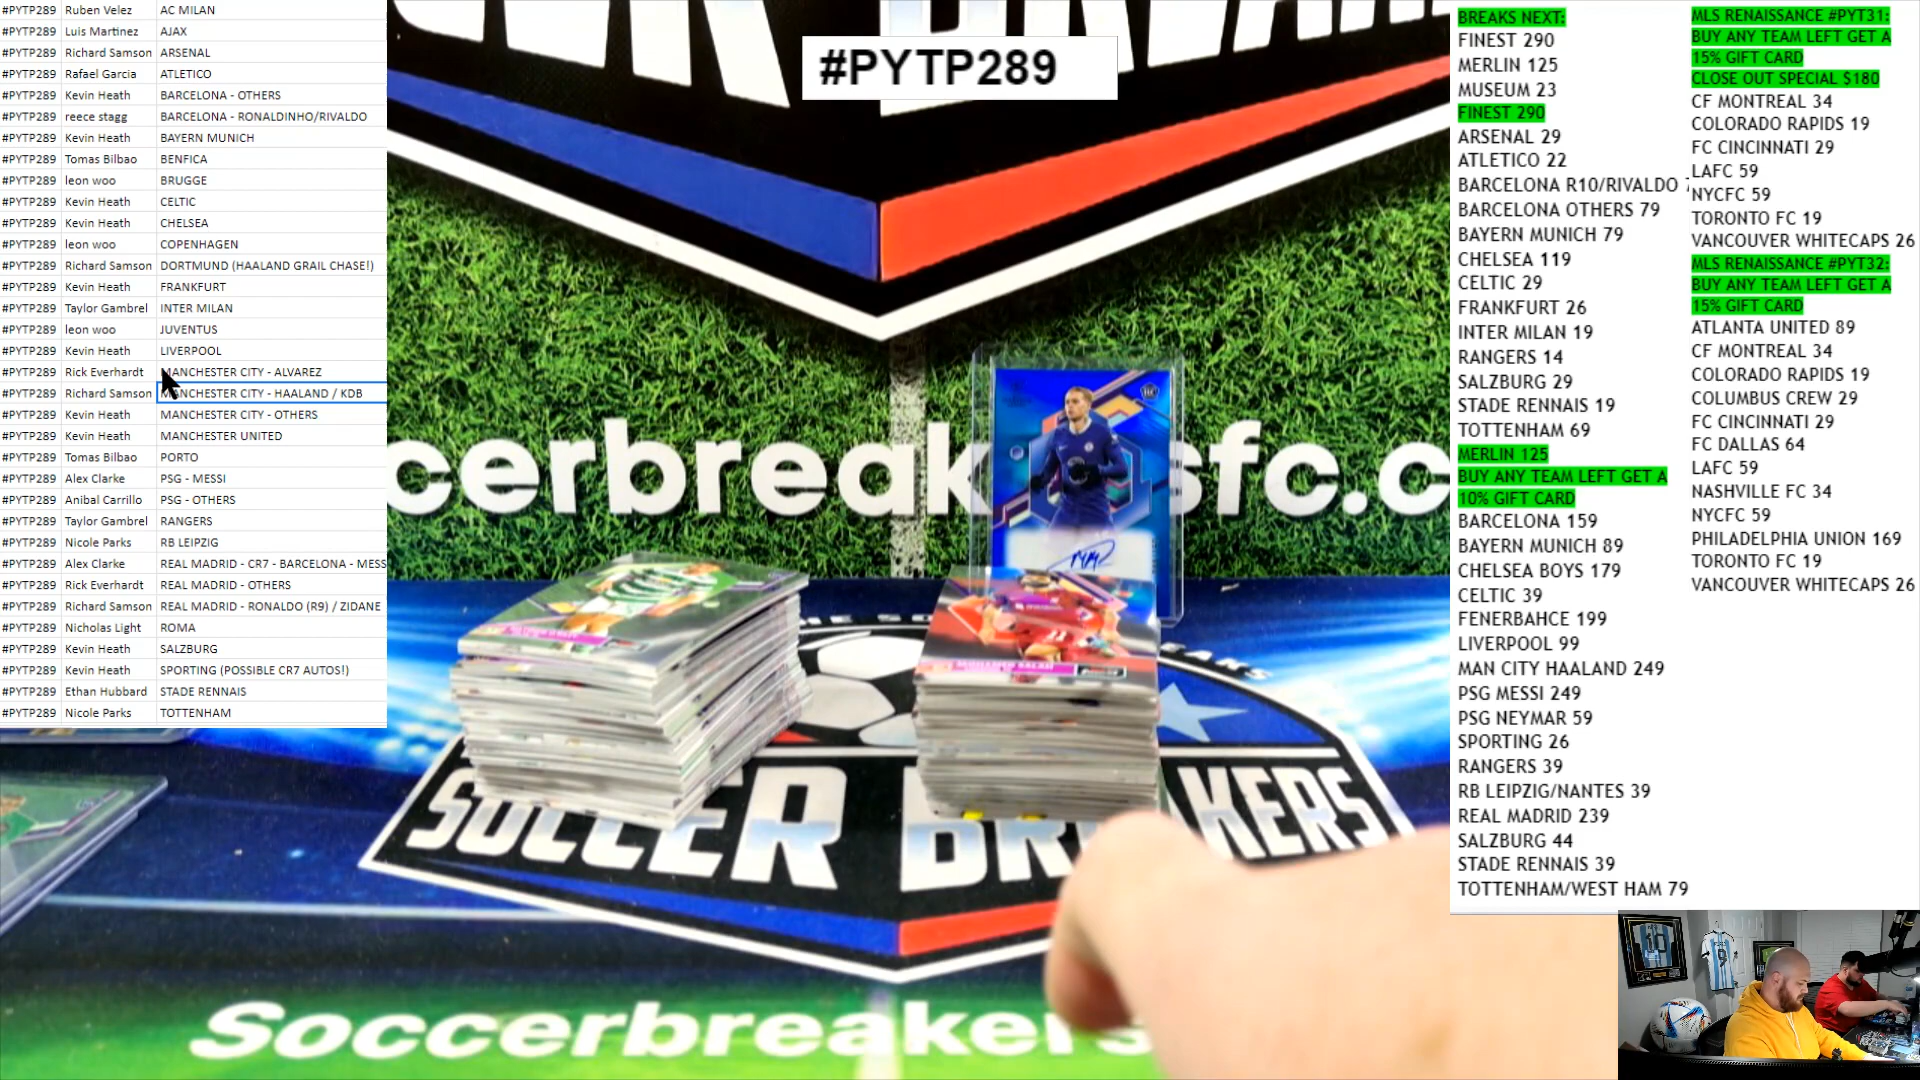 #PYTP289 Ruben Velez AC MILAN
#PYTP289 Luis Martinez AJAX
#PYTP289 Richard Samson ARSENAL
#PYTP289 Rafael Garcia ATLETICO
#PYTP289 Kevin Heath BARCELONA - OTHERS
#PYTP289 reece stagg BARCELONA - RONALDINHO/RIVALDO
#PYTP289 Kevin Heath BAYERN MUNICH
#PYTP289 Tomas Bilbao BENFICA
#PYTP289 leon woo BRUGGE
#PYTP289 Kevin Heath CELTIC
#PYTP289 Kevin Heath CHELSEA
#PYTP289 leon woo COPENHAGEN
#PYTP289 Richard Samson DORTMUND (HAALAND GRAIL CHASE!)
#PYTP289 Kevin Heath FRANKFURT
#PYTP289 Taylor Gambrel INTER MILAN
#PYTP289 leon woo JUVENTUS
#PYTP289 Kevin Heath LIVERPOOL
#PYTP289 Rick Everhardt MANCHESTER CITY - ALVAREZ
#PYTP289 Richard Samson MANCHESTER CITY - HAALAND / KDB
#PYTP289 Kevin Heath MANCHESTER CITY - OTHERS
#PYTP289 Kevin Heath MANCHESTER UNITED
#PYTP289 Tomas Bilbao PORTO
#PYTP289 Alex Clarke PSG - MESSI
#PYTP289 Anibal Carrillo PSG - OTHERS
#PYTP289 Taylor Gambrel RANGERS
#PYTP289 Nicole Parks RB LEIPZIG
#PYTP289 Alex Clarke REAL MADRID - CR7 - BARCELONA - MESS
#PYTP289 Rick Everhardt REAL MADRID - OTHERS
#PYTP289 Richard Samson REAL MADRID - RONALDO (R9) / ZIDANE
#PYTP289 Nicholas Light ROMA
#PYTP289 Kevin Heath SALZBURG
#PYTP289 Kevin Heath SPORTING (POSSIBLE CR7 AUTOS!)
#PYTP289 Ethan Hubbard STADE RENNAIS
#PYTP289 Nicole Parks TOTTENHAM
#PYTP289
cerbreak sfc.c
MOHAMED SALAH
SOCCER BREAKERS
Soccerbreakers
BREAKS NEXT:
FINEST 290
MERLIN 125
MUSEUM 23
FINEST 290
ARSENAL 29
ATLETICO 22
BARCELONA R10/RIVALDO
BARCELONA OTHERS 79
BAYERN MUNICH 79
CHELSEA 119
CELTIC 29
FRANKFURT 26
INTER MILAN 19
RANGERS 14
SALZBURG 29
STADE RENNAIS 19
TOTTENHAM 69
MERLIN 125
BUY ANY TEAM LEFT GET A
10% GIFT CARD
BARCELONA 159
BAYERN MUNICH 89
CHELSEA BOYS 179
CELTIC 39
FENERBAHCE 199
LIVERPOOL 99
MAN CITY HAALAND 249
PSG MESSI 249
PSG NEYMAR 59
SPORTING 26
RANGERS 39
RB LEIPZIG/NANTES 39
REAL MADRID 239
SALZBURG 44
STADE RENNAIS 39
TOTTENHAM/WEST HAM 79
MLS RENAISSANCE #PYT31:
BUY ANY TEAM LEFT GET A
15% GIFT CARD
CLOSE OUT SPECIAL $180
CF MONTREAL 34
COLORADO RAPIDS 19
FC CINCINNATI 29
LAFC 59
NYCFC 59
TORONTO FC 19
VANCOUVER WHITECAPS 26
MLS RENAISSANCE #PYT32:
BUY ANY TEAM LEFT GET A
15% GIFT CARD
ATLANTA UNITED 89
CF MONTREAL 34
COLORADO RAPIDS 19
COLUMBUS CREW 29
FC CINCINNATI 29
FC DALLAS 64
LAFC 59
NASHVILLE FC 34
NYCFC 59
PHILADELPHIA UNION 169
TORONTO FC 19
VANCOUVER WHITECAPS 26